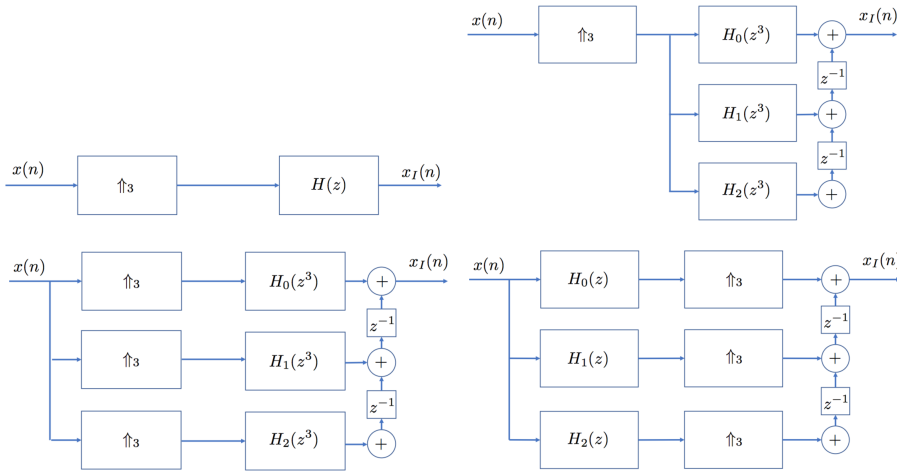 x(n)
⇑3
H(z)
x_I(n)
x(n)
⇑3
H_0(z^3)
+
x_I(n)
z^{-1}
H_1(z^3)
+
z^{-1}
H_2(z^3)
+
x(n)
⇑3
H_0(z^3)
+
x_I(n)
z^{-1}
⇑3
H_1(z^3)
+
z^{-1}
⇑3
H_2(z^3)
+
x(n)
H_0(z)
⇑3
+
x_I(n)
z^{-1}
H_1(z)
⇑3
+
z^{-1}
H_2(z)
⇑3
+